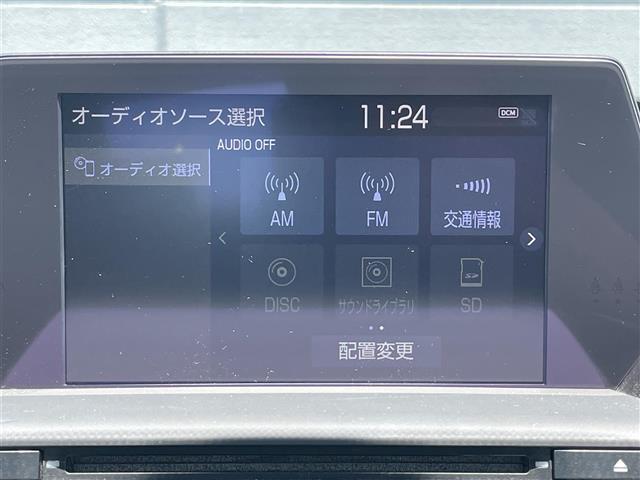 オーディオソース選択
11:24
DCM
オーディオ選択
AUDIO OFF
AM
FM
交通情報
DISC
サウンドライブラリ
SD
配置変更